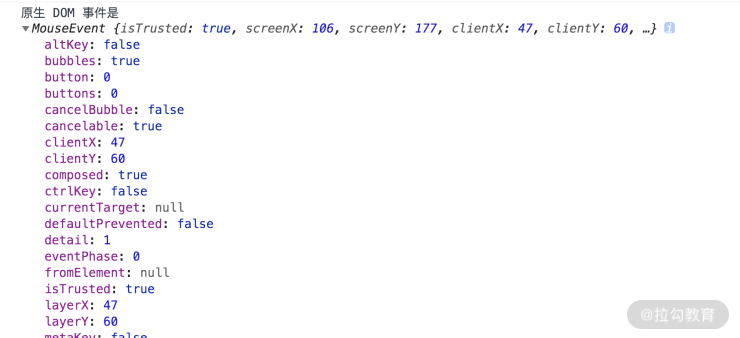 原生 DOM 事件是
MouseEvent {isTrusted: true, screenX: 106, screenY: 177, clientX: 47, clientY: 60, …}
altKey: false
bubbles: true
button: 0
buttons: 0
cancelBubble: false
cancelable: true
clientX: 47
clientY: 60
composed: true
ctrlKey: false
currentTarget: null
defaultPrevented: false
detail: 1
eventPhase: 0
fromElement: null
isTrusted: true
layerX: 47
layerY: 60
metaKey: false
@拉勾教育